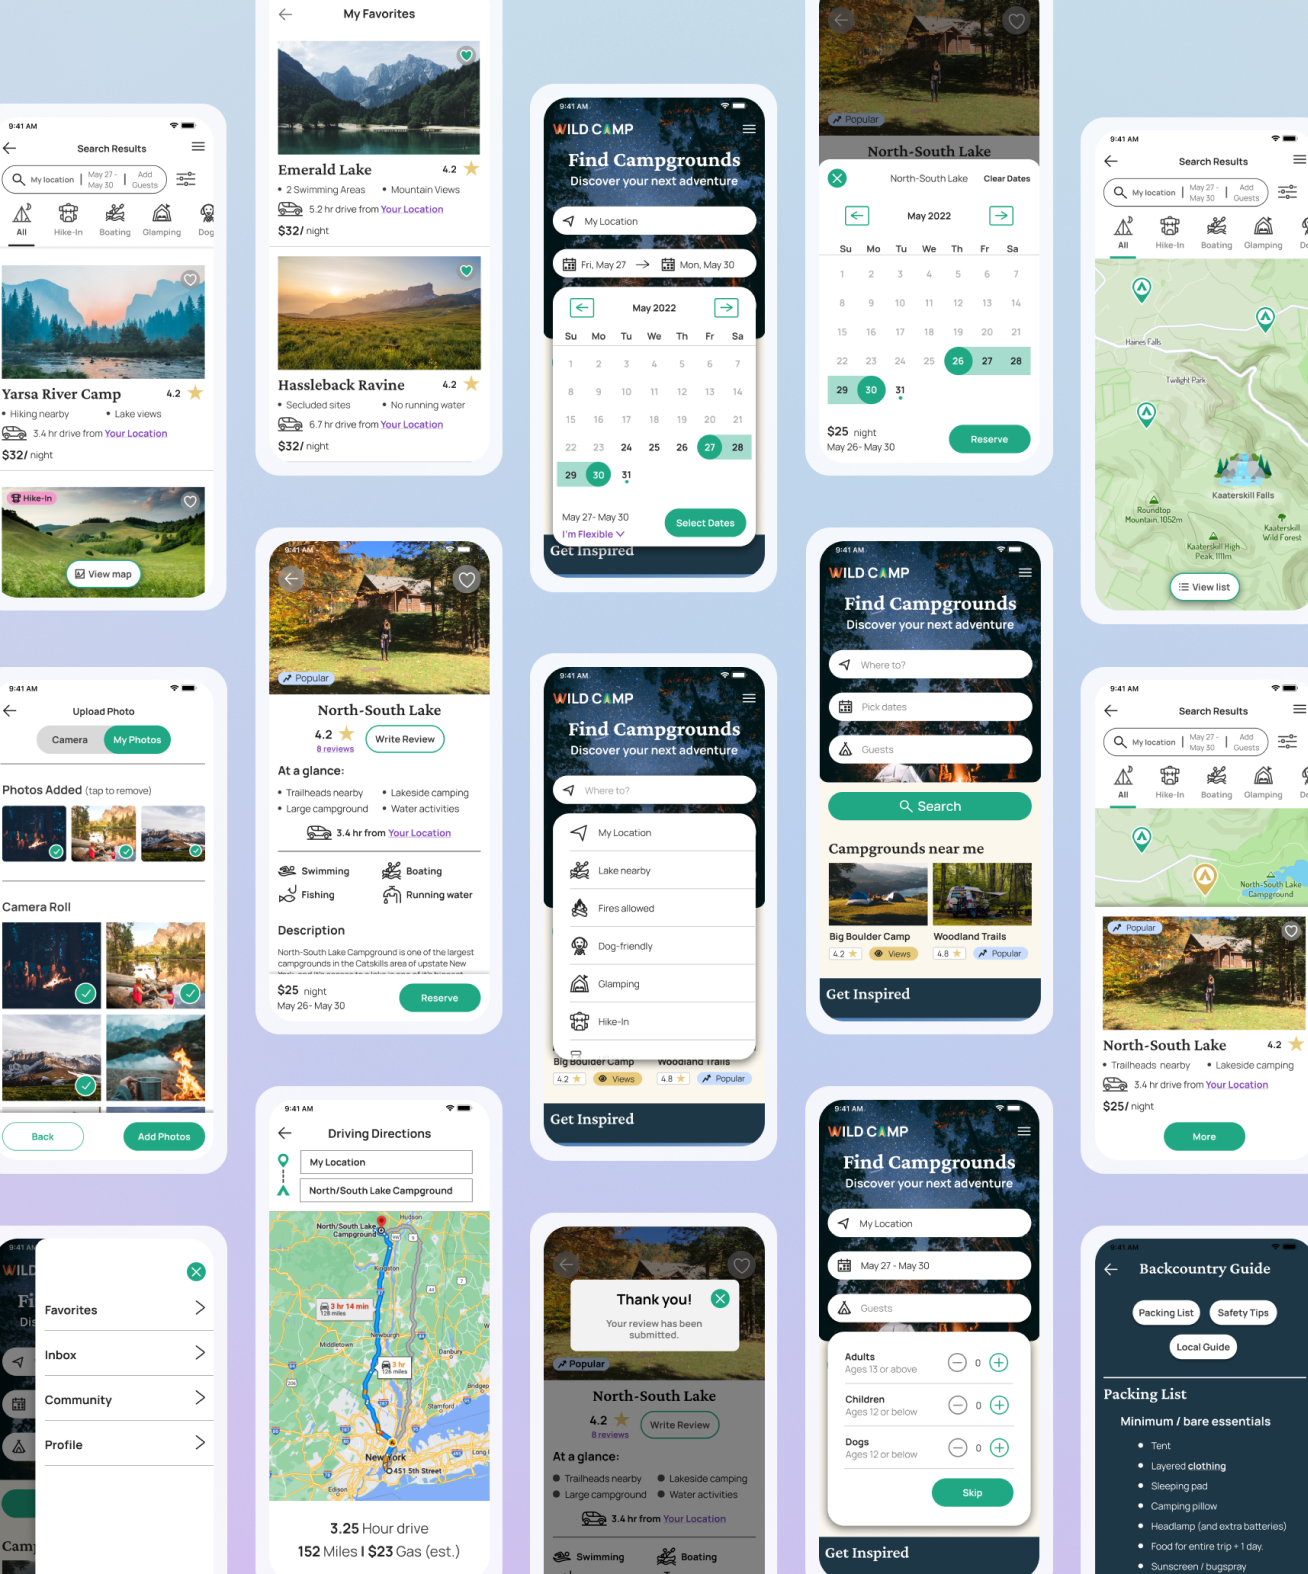 9:41 AM
Search Results
My location
May 27 -
May 30
Add
Guests
All
Hike-In
Boating
Glamping
Dog
Yarsa River Camp
4.2
Hiking nearby
Lake views
3.4 hr drive from Your Location
$32/ night
Hike-In
View map
9:41 AM
Upload Photo
Camera
My Photos
Photos Added (tap to remove)
Camera Roll
Back
Add Photos
9:41 AM
WILD
Fi
Dis
Favorites
Inbox
Community
Profile
Camp
My Favorites
Emerald Lake
4.2
2 Swimming Areas
Mountain Views
5.2 hr drive from Your Location
$32/ night
Hassleback Ravine
4.2
Secluded sites
No running water
6.7 hr drive from Your Location
$32/ night
9:41 AM
Popular
North-South Lake
4.2
8 reviews
Write Review
At a glance:
Trailheads nearby
Lakeside camping
Large campground
Water activities
3.4 hr from Your Location
Swimming
Boating
Fishing
Running water
Description
North-South Lake Campground is one of the largest
campgrounds in the Catskills area of upstate New
York, and it's access to a lake is one of it's biggest
$25 night
May 26- May 30
Reserve
9:41 AM
Driving Directions
My Location
North/South Lake Campground
Hudson
North/South Lake
Campground
Kingston
3 hr 14 min
128 miles
Newburgh
Middletown
3 hr
125 miles
Danbury
Bridgepo
Stamford
New York
451 5th Street
Long I
Edison
3.25 Hour drive
152 Miles | $23 Gas (est.)
9:41 AM
WILD CAMP
Find Campgrounds
Discover your next adventure
My Location
Fri, May 27
Mon, May 30
May 2022
Su Mo Tu We Th Fr Sa
1 2 3 4 5 6 7
8 9 10 11 12 13 14
15 16 17 18 19 20 21
22 23 24 25 26 27 28
29 30 31
May 27- May 30
I'm Flexible
Select Dates
Get Inspired
9:41 AM
WILD CAMP
Find Campgrounds
Discover your next adventure
Where to?
My Location
Lake nearby
Fires allowed
Dog-friendly
Glamping
Hike-In
Big Boulder Camp
Woodland Trails
4.2
Views
4.8
Popular
Get Inspired
Thank you!
Your review has been
submitted.
Popular
North-South Lake
4.2
8 reviews
Write Review
At a glance:
Trailheads nearby
Lakeside camping
Large campground
Water activities
3.4 hr from Your Location
Swimming
Boating
Popular
North-South Lake
North-South Lake
Clear Dates
May 2022
Su Mo Tu We Th Fr Sa
1 2 3 4 5 6 7
8 9 10 11 12 13 14
15 16 17 18 19 20 21
22 23 24 25 26 27 28
29 30 31
$25 night
May 26- May 30
Reserve
9:41 AM
WILD CAMP
Find Campgrounds
Discover your next adventure
Where to?
Pick dates
Guests
Search
Campgrounds near me
Big Boulder Camp
Woodland Trails
4.2
Views
4.8
Popular
Get Inspired
9:41 AM
WILD CAMP
Find Campgrounds
Discover your next adventure
My Location
May 27 - May 30
Guests
Adults
Ages 13 or above
0
Children
Ages 12 or below
0
Dogs
Ages 12 or below
0
Skip
Get Inspired
9:41 AM
Search Results
My location
May 27 -
May 30
Add
Guests
All
Hike-In
Boating
Glamping
Do
Haines Falls
Twilight Park
Kaaterskill Falls
Roundtop
Mountain, 1052m
Kaaterskill
Wild Forest
Kaaterskill High
Peak, 1111m
View list
9:41 AM
Search Results
My location
May 27 -
May 30
Add
Guests
All
Hike-In
Boating
Glamping
Do
North-South Lake
Campground
Popular
North-South Lake
4.2
Trailheads nearby
Lakeside camping
3.4 hr drive from Your Location
$25/ night
More
9:41 AM
Backcountry Guide
Packing List
Safety Tips
Local Guide
Packing List
Minimum / bare essentials
Tent
Layered clothing
Sleeping pad
Camping pillow
Headlamp (and extra batteries)
Food for entire trip + 1 day.
Sunscreen / bugspray